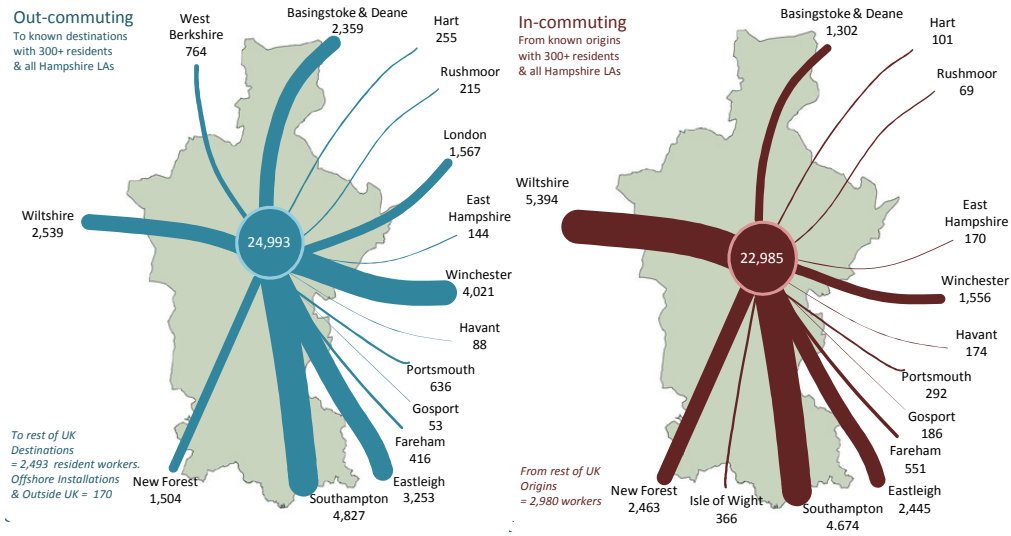 Out-commuting
To known destinations
with 300+ residents
& all Hampshire LAs
West
Berkshire
764
Basingstoke & Deane
2,359
Hart
255
Rushmoor
215
London
1,567
East
Hampshire
144
Wiltshire
2,539
24,993
Winchester
4,021
Havant
88
Portsmouth
636
Gosport
53
Fareham
416
Eastleigh
3,253
Southampton
4,827
New Forest
1,504
To rest of UK
Destinations
= 2,493 resident workers.
Offshore Installations
& Outside UK = 170
In-commuting
From known origins
with 300+ residents
& all Hampshire LAs
Basingstoke & Deane
1,302
Hart
101
Rushmoor
69
Wiltshire
5,394
East
Hampshire
170
22,985
Winchester
1,556
Havant
174
Portsmouth
292
Gosport
186
Fareham
551
Eastleigh
2,445
Southampton
4.674
Isle of Wight
366
New Forest
2,463
From rest of UK
Origins
= 2,980 workers